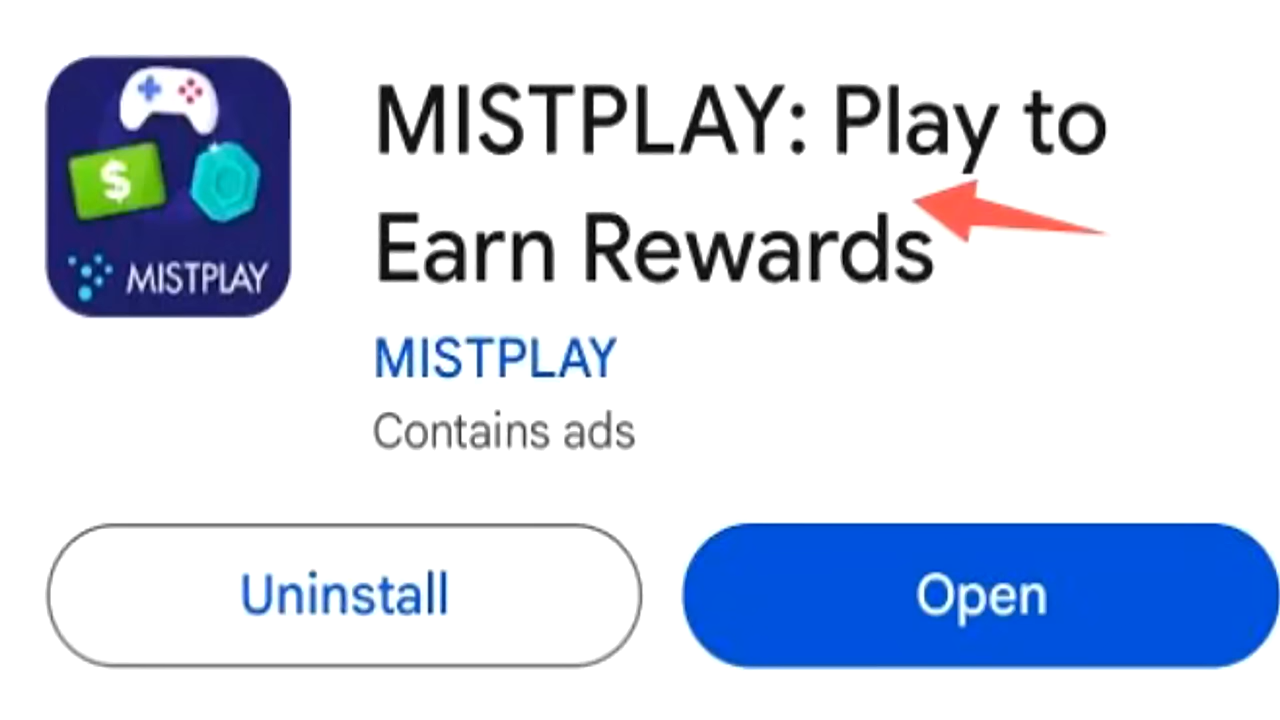 MISTPLAY: Play to
Earn Rewards
$
MISTPLAY
MISTPLAY
Contains ads
Uninstall
Open